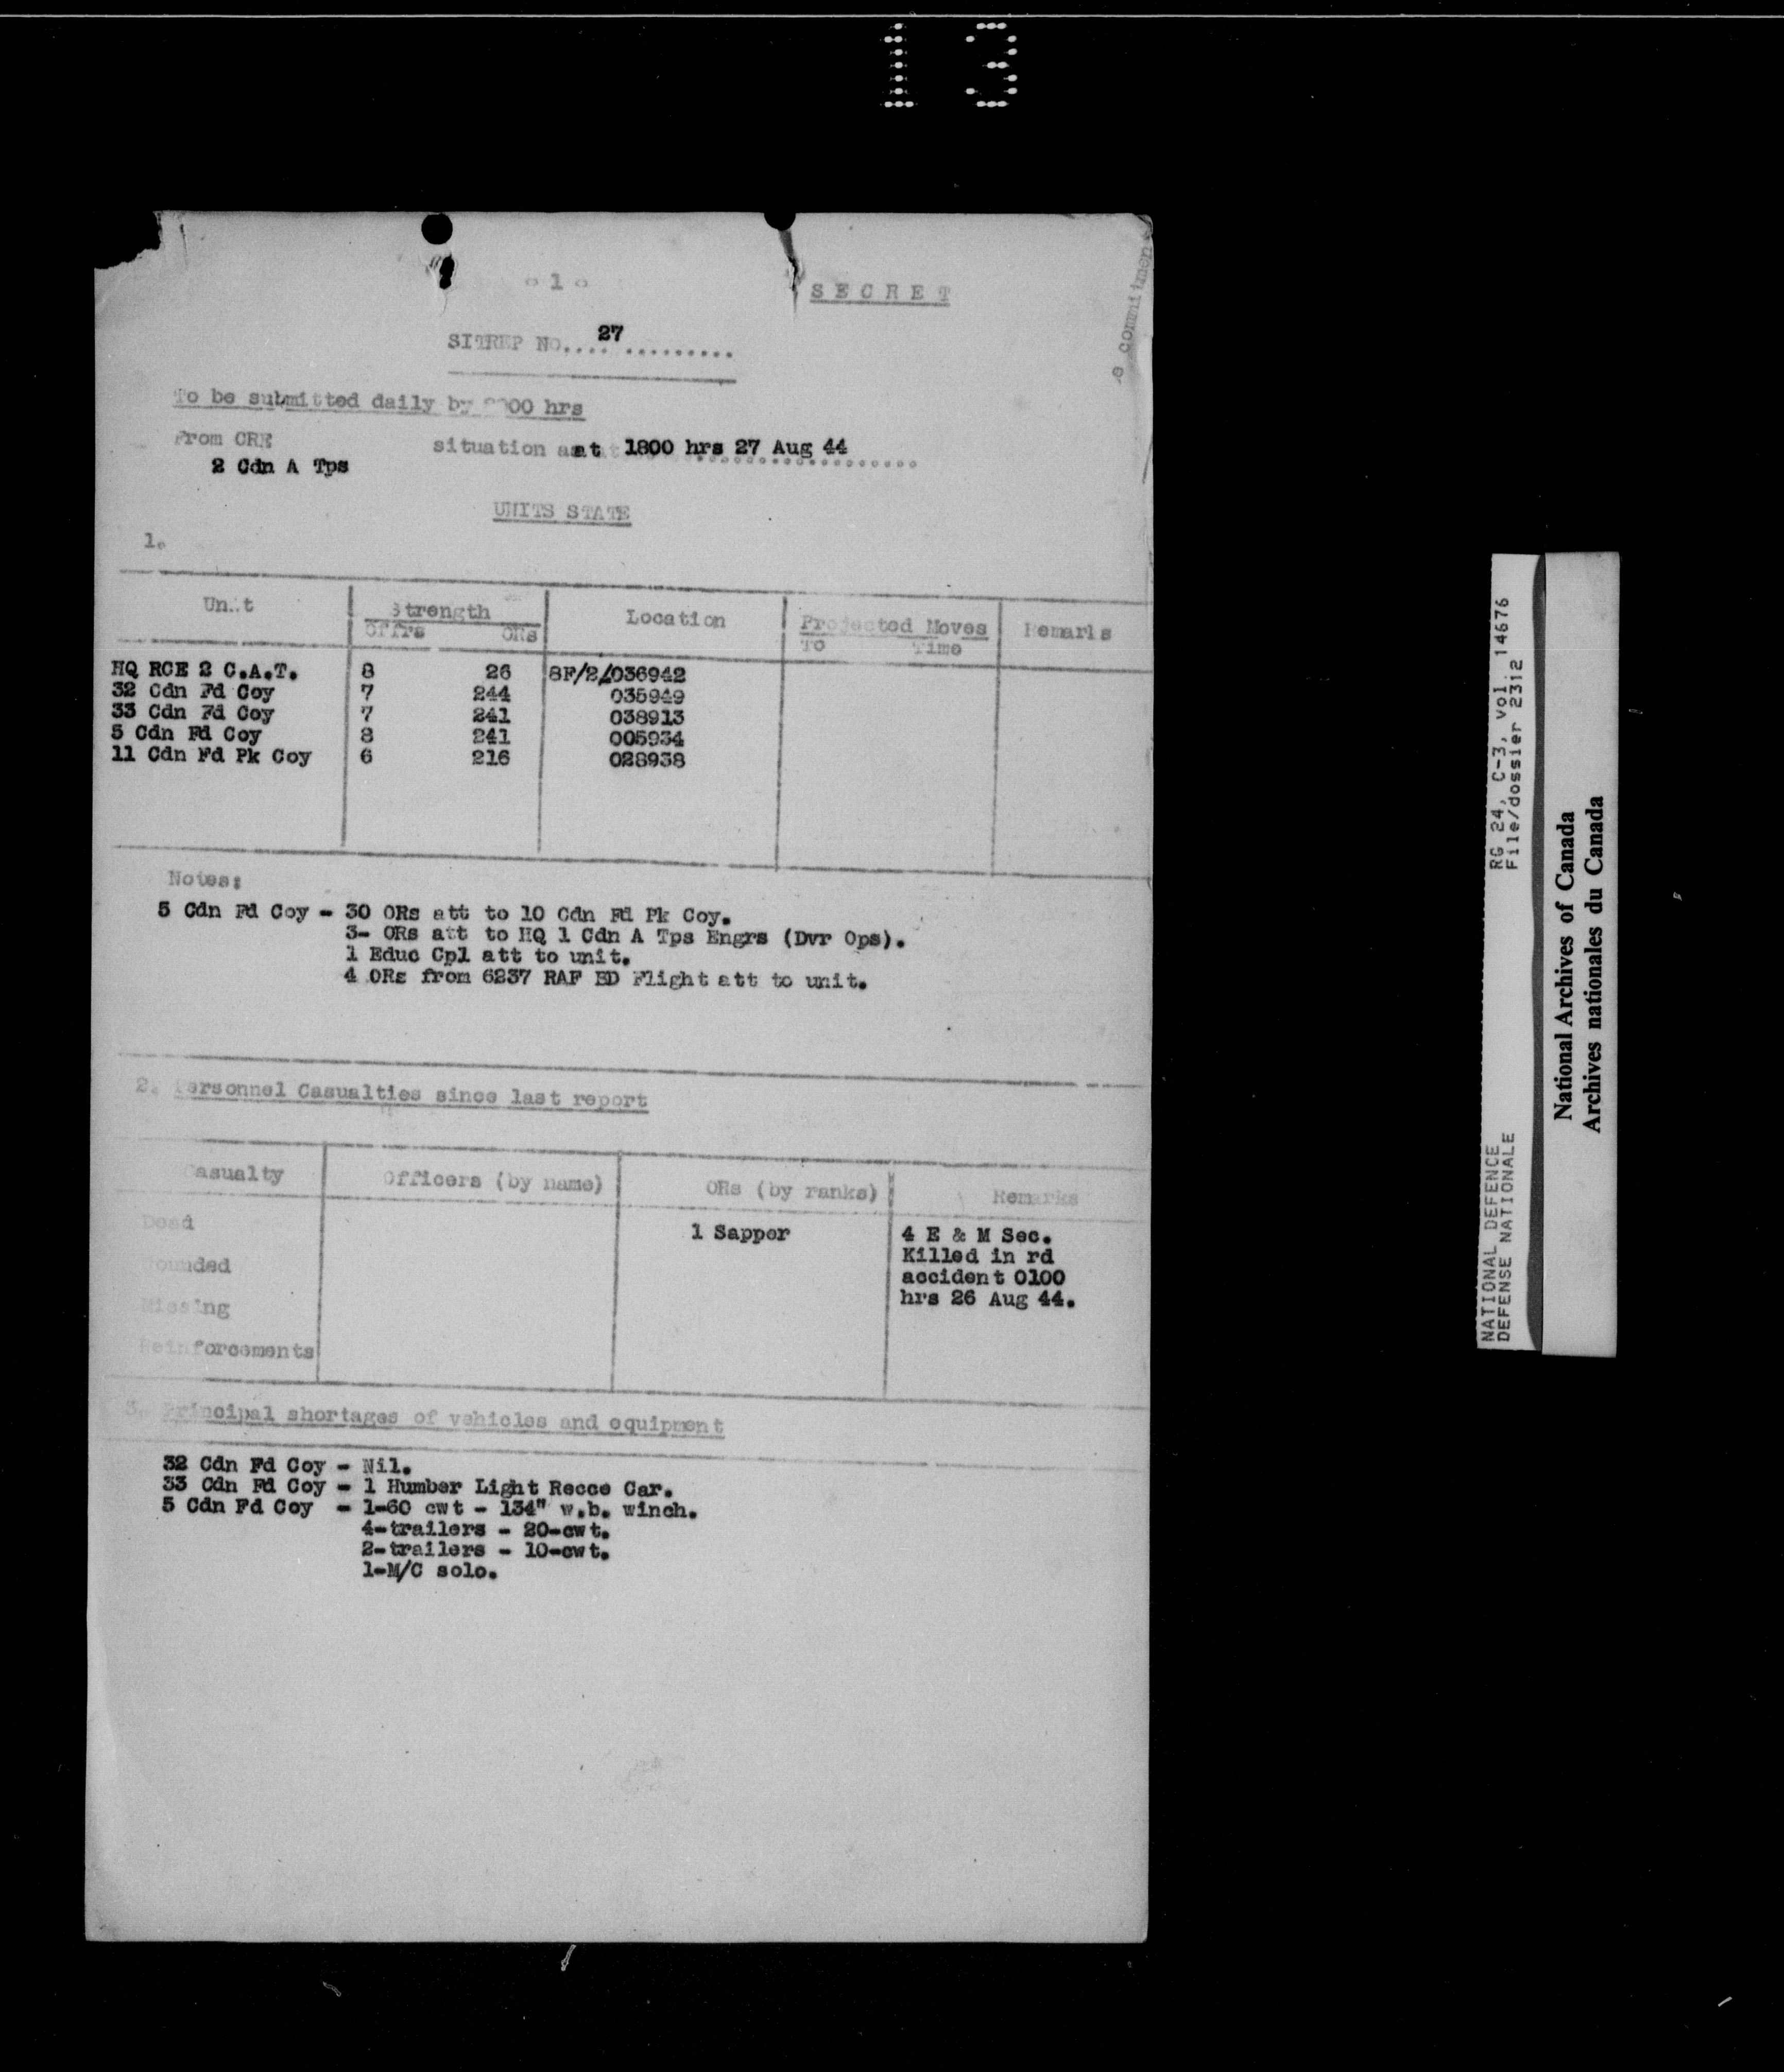 13
- 1 -
SECRET
SITREP NO.... 27 .........
To be submitted daily by 2000 hrs
From CRE situation as at 1800 hrs 27 Aug 44
2 Cdn A Tps
UNITS STATE
1.
Unit Strength Location Projected Moves Remarks
Offrs ORs To Time
HQ RCE 2 C.A.T. 8 26 8F/2/036942
32 Cdn Fd Coy 7 244 035949
33 Cdn Fd Coy 7 241 038913
5 Cdn Fd Coy 8 241 005934
11 Cdn Fd Pk Coy 6 216 028938
Notes:
5 Cdn Fd Coy - 30 ORs att to 10 Cdn Fd Pk Coy.
3- ORs att to HQ 1 Cdn A Tps Engrs (Dvr Ops).
1 Educ Cpl att to unit.
4 ORs from 6237 RAF BD Flight att to unit.
2. Personnel Casualties since last report
Casualty Officers (by name) ORs (by ranks) Remarks
Dead 1 Sapper 4 E & M Sec.
Killed in rd
Wounded accident 0100
hrs 26 Aug 44.
Missing
Reinforcements
3. Principal shortages of vehicles and equipment
32 Cdn Fd Coy - Nil.
33 Cdn Fd Coy - 1 Humber Light Recce Car.
5 Cdn Fd Coy - 1-60 cwt - 134" w.b. winch.
4-trailers - 20-cwt.
2-trailers - 10-cwt.
1-M/C solo.
e commitmen
NATIONAL DEFENCE RG 24, C-3, vol. 14676
DEFENSE NATIONALE File/dossier 2312
National Archives of Canada
Archives nationales du Canada